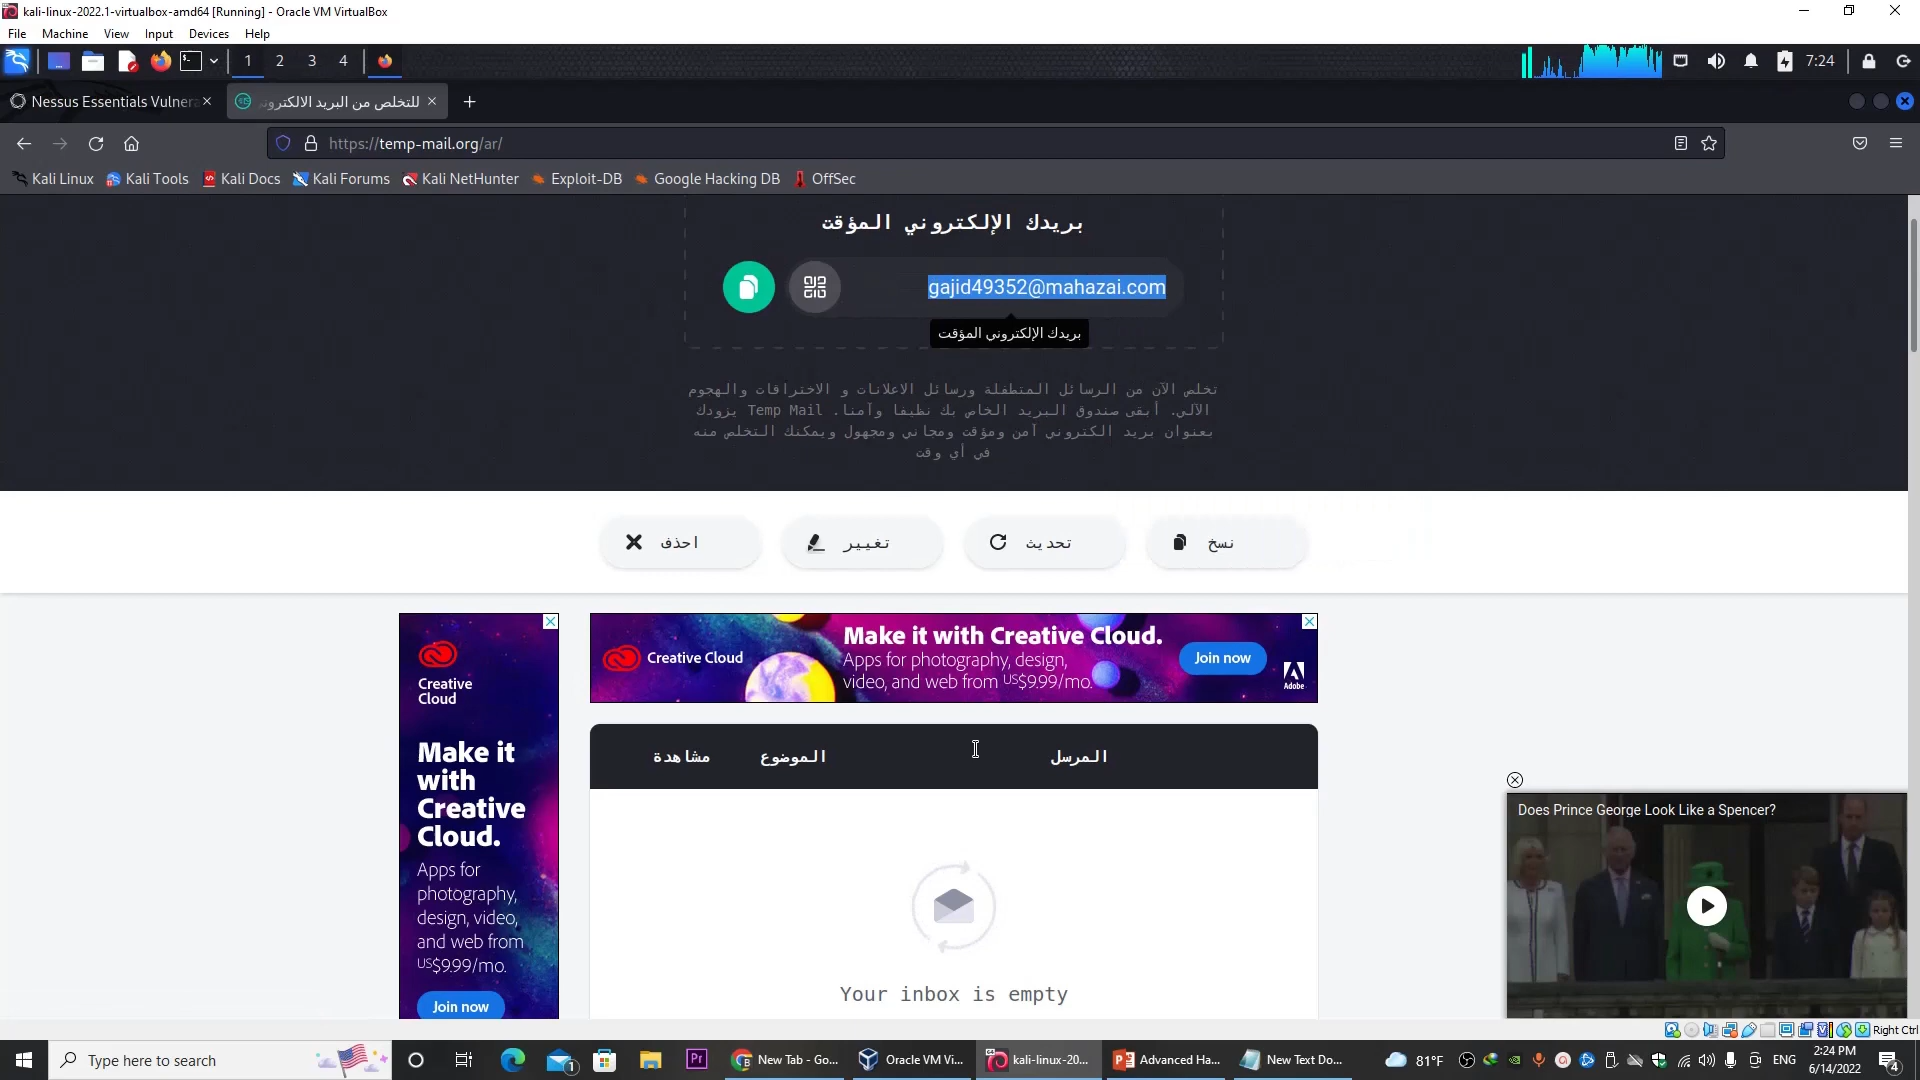 kali-linux-2022.1-virtualbox-amd64 [Running] - Oracle VM VirtualBox
File Machine View Input Devices Help
1 2 3 4
7:24
Nessus Essentials Vulnera
للتخلص من البريد الالكتروني
https://temp-mail.org/ar/
Kali Linux Kali Tools Kali Docs Kali Forums Kali NetHunter Exploit-DB Google Hacking DB OffSec
بريدك الإلكتروني المؤقت
gajid49352@mahazai.com
بريدك الإلكتروني المؤقت
تخلص الآن من الرسائل المتطفلة ورسائل الاعلانات و الاختراقات والهجوم
الآلي. أبقى صندوق البريد الخاص بك نظيفا وآمنا. Temp Mail يزودك
بعنوان بريد الكتروني آمن ومؤقت ومجاني ومجهول ويمكنك التخلص منه
في أي وقت
نسخ
تحديث
تغيير
احذف
Creative Cloud
Make it with Creative Cloud.
Apps for photography, design,
video, and web from US$9.99/mo.
Join now
Adobe
Creative
Cloud
Make it
with
Creative
Cloud.
Apps for
photography,
design, video,
and web from
US$9.99/mo.
Join now
المرسل الموضوع مشاهدة
Your inbox is empty
Does Prince George Look Like a Spencer?
Right Ctrl
Type here to search
1
Pr
New Tab - Go...
Oracle VM Vi...
kali-linux-20...
Advanced Ha...
New Text Do...
81°F
ENG
2:24 PM
6/14/2022
4